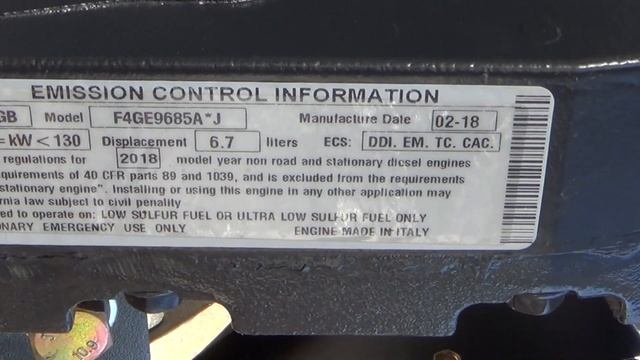 EMISSION CONTROL INFORMATION
GB Model F4GE9685A*J Manufacture Date 02-18
= kW < 130 Displacement 6.7 liters ECS: DDI. EM. TC. CAC.
regulations for 2018 model year non road and stationary diesel engines
quirements of 40 CFR parts 89 and 1039, and is excluded from the requirements
stationary engine". Installing or using this engine in any other application may
rnia law subject to civil penality
ed to operate on: LOW SULFUR FUEL OR ULTRA LOW SULFUR FUEL ONLY
ONARY EMERGENCY USE ONLY ENGINE MADE IN ITALY
10.9